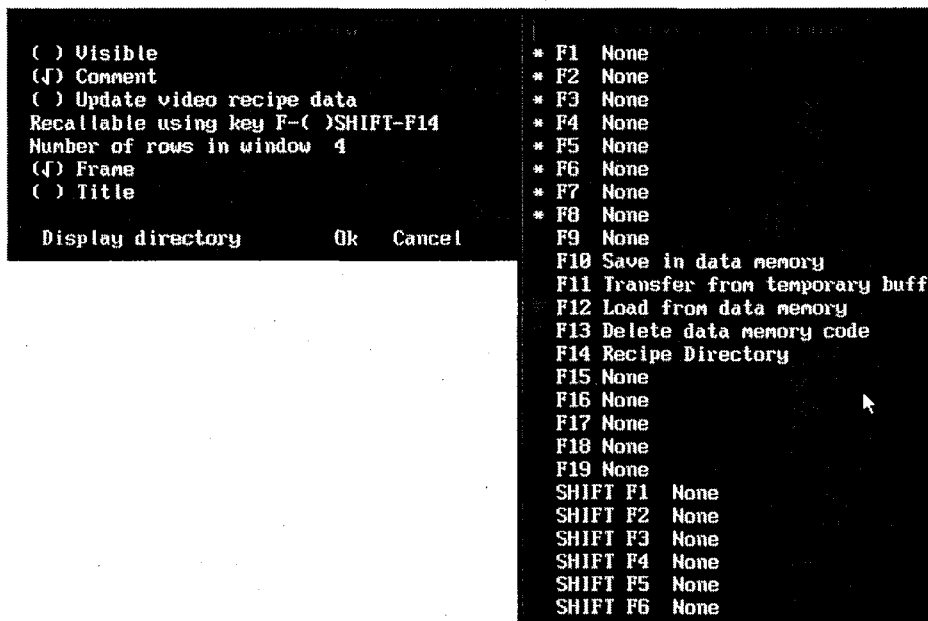 ( ) Visible
(√) Comment
( ) Update video recipe data
Recallable using key F-( )SHIFT-F14
Number of rows in window 4
(√) Frame
( ) Title
Display directory Ok Cancel
* F1 None
* F2 None
* F3 None
* F4 None
* F5 None
* F6 None
* F7 None
* F8 None
F9 None
F10 Save in data memory
F11 Transfer from temporary buff
F12 Load from data memory
F13 Delete data memory code
F14 Recipe Directory
F15 None
F16 None
F17 None
F18 None
F19 None
SHIFT F1 None
SHIFT F2 None
SHIFT F3 None
SHIFT F4 None
SHIFT F5 None
SHIFT F6 None